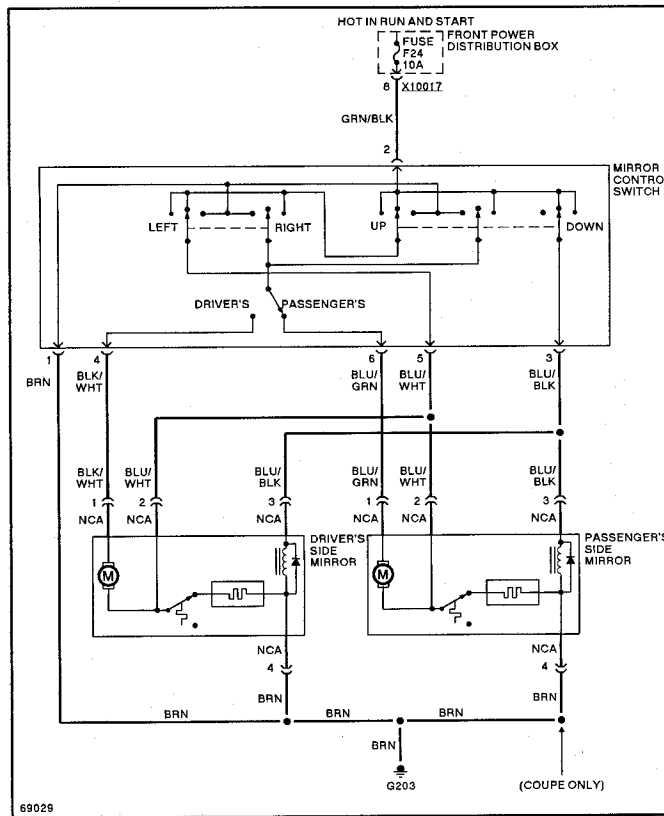 HOT IN RUN AND START
FUSE
F24
10A
FRONT POWER
DISTRIBUTION BOX
8 X10017
GRN/BLK
2
MIRROR
CONTROL
SWITCH
LEFT RIGHT UP DOWN
DRIVER'S PASSENGER'S
1 4 6 5 3
BRN
BLK/
WHT
BLU/
GRN
BLU/
WHT
BLU/
BLK
BLK/
WHT
BLU/
WHT
BLU/
BLK
BLU/
GRN
BLU/
WHT
BLU/
BLK
1 2 3 1 2 3
NCA NCA NCA NCA NCA NCA
DRIVER'S
SIDE
MIRROR
PASSENGER'S
SIDE
MIRROR
M M
NCA NCA
4 4
BRN BRN
BRN BRN BRN
BRN
G203
(COUPE ONLY)
69029